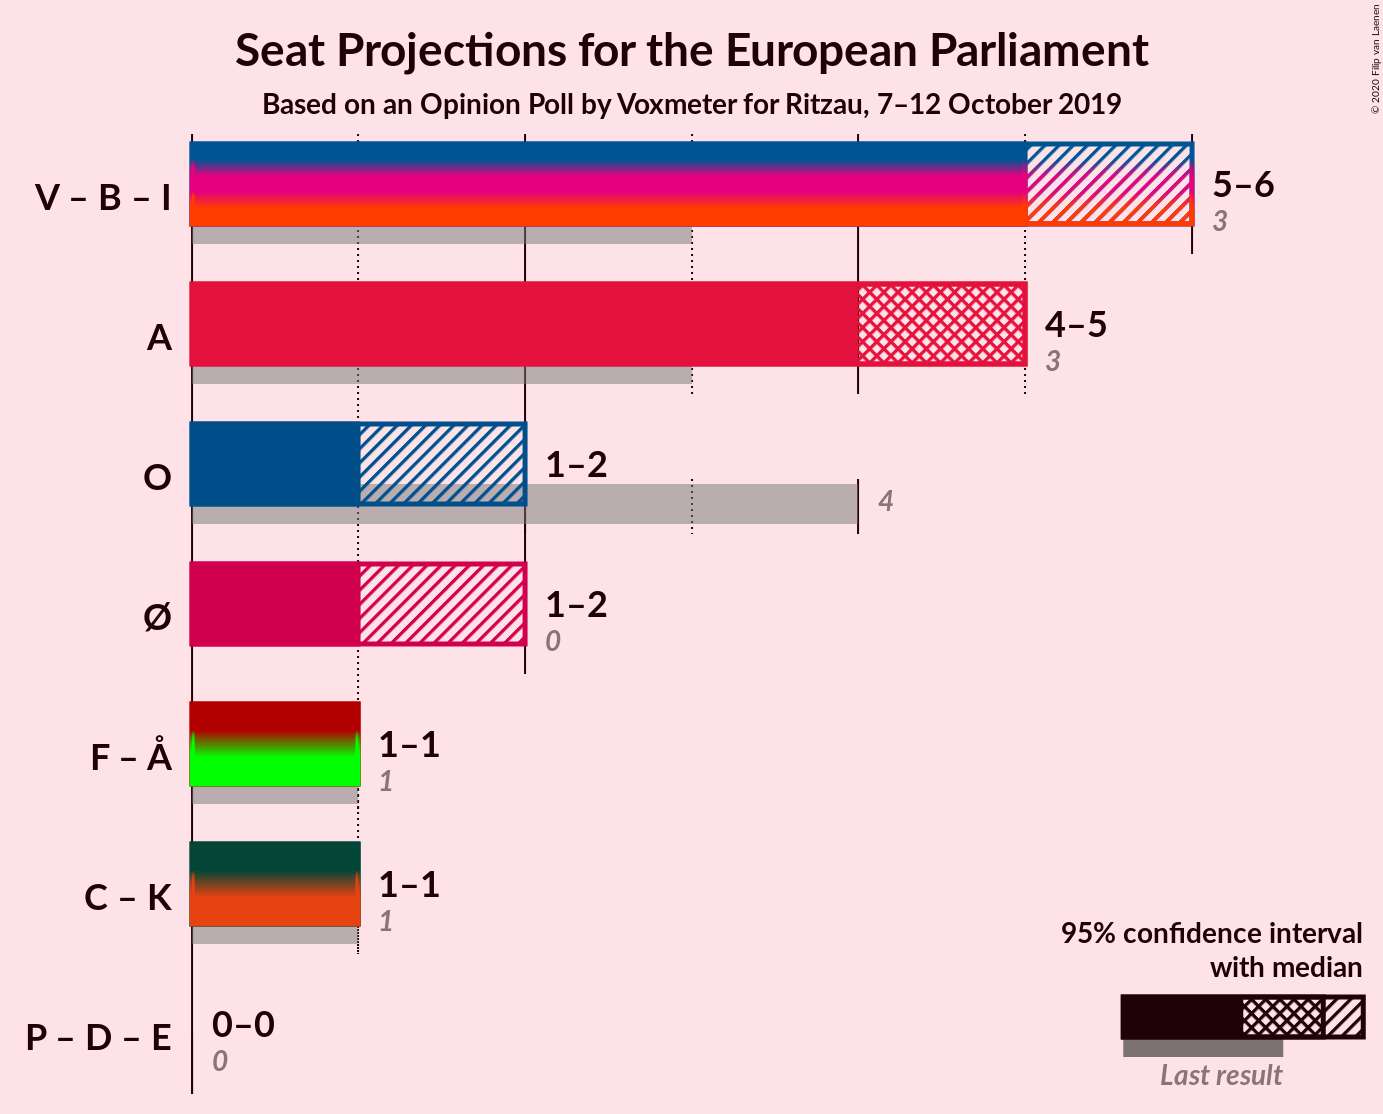 Seat Projections for the European Parliament
Based on an Opinion Poll by Voxmeter for Ritzau, 7–12 October 2019
© 2020 Filip van Laenen
V – B – I
5–6
3
A
4–5
3
O
1–2
4
Ø
1–2
0
F – Å
1–1
1
C – K
1–1
1
P – D – E
0–0
0
95% confidence interval
with median
Last result